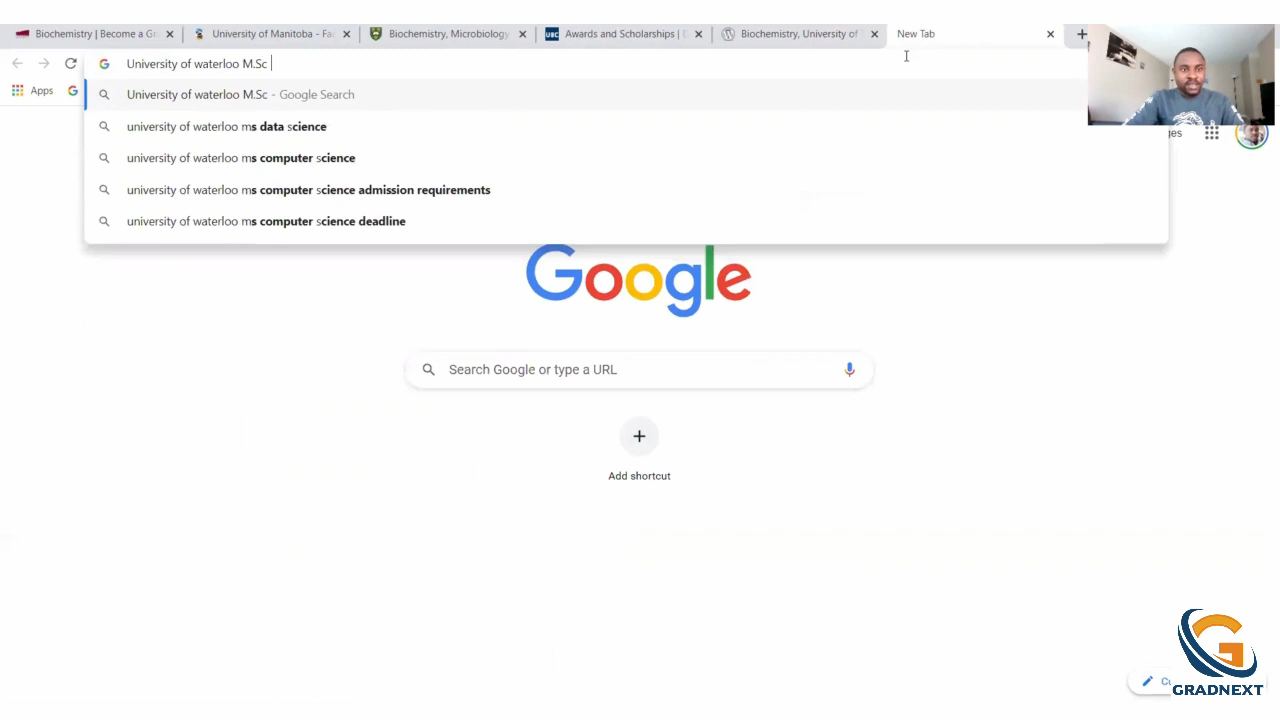 Biochemistry | Become a Gr
University of Manitoba - Fac
Biochemistry, Microbiology
UBC
Awards and Scholarships |
Biochemistry, University of
New Tab
University of waterloo M.Sc
Apps
University of waterloo M.Sc - Google Search
university of waterloo ms data science
university of waterloo ms computer science
university of waterloo ms computer science admission requirements
university of waterloo ms computer science deadline
Google
Search Google or type a URL
Add shortcut
GRADNEXT